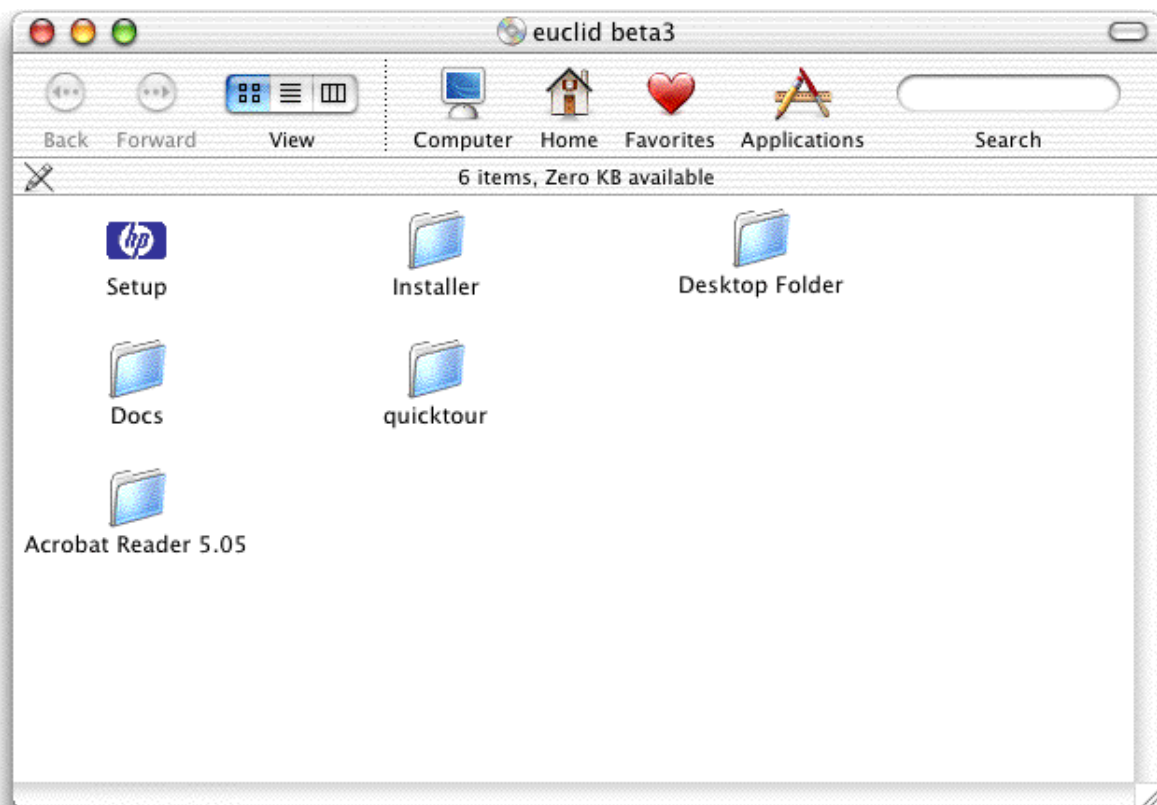 euclid beta3
Back Forward View Computer Home Favorites Applications Search
6 items, Zero KB available
hp
Setup Installer Desktop Folder
Docs quicktour
Acrobat Reader 5.05